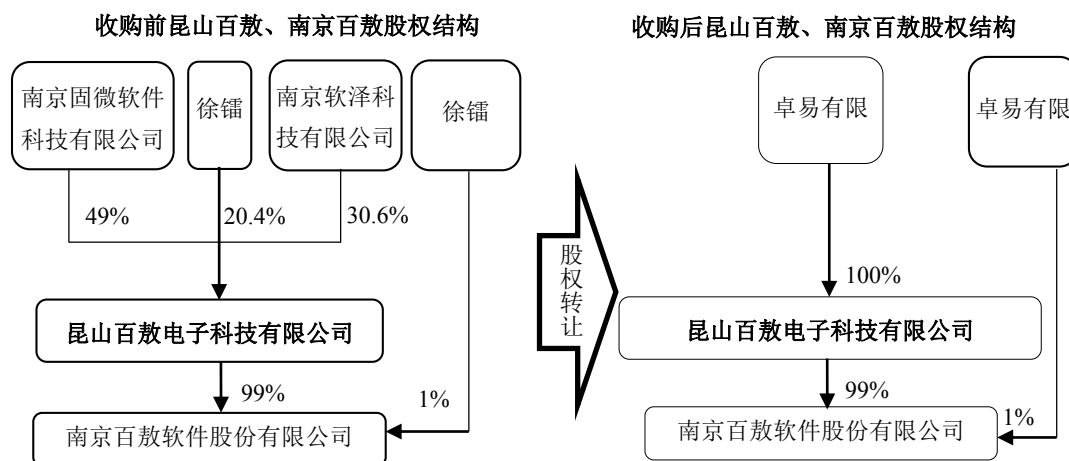 收购前昆山百敖、南京百敖股权结构
南京固微软件
科技有限公司
徐镭
南京软泽科
技有限公司
徐镭
49%
20.4%
30.6%
昆山百敖电子科技有限公司
99%
1%
南京百敖软件股份有限公司
股权转让
收购后昆山百敖、南京百敖股权结构
卓易有限
卓易有限
100%
昆山百敖电子科技有限公司
99%
1%
南京百敖软件股份有限公司